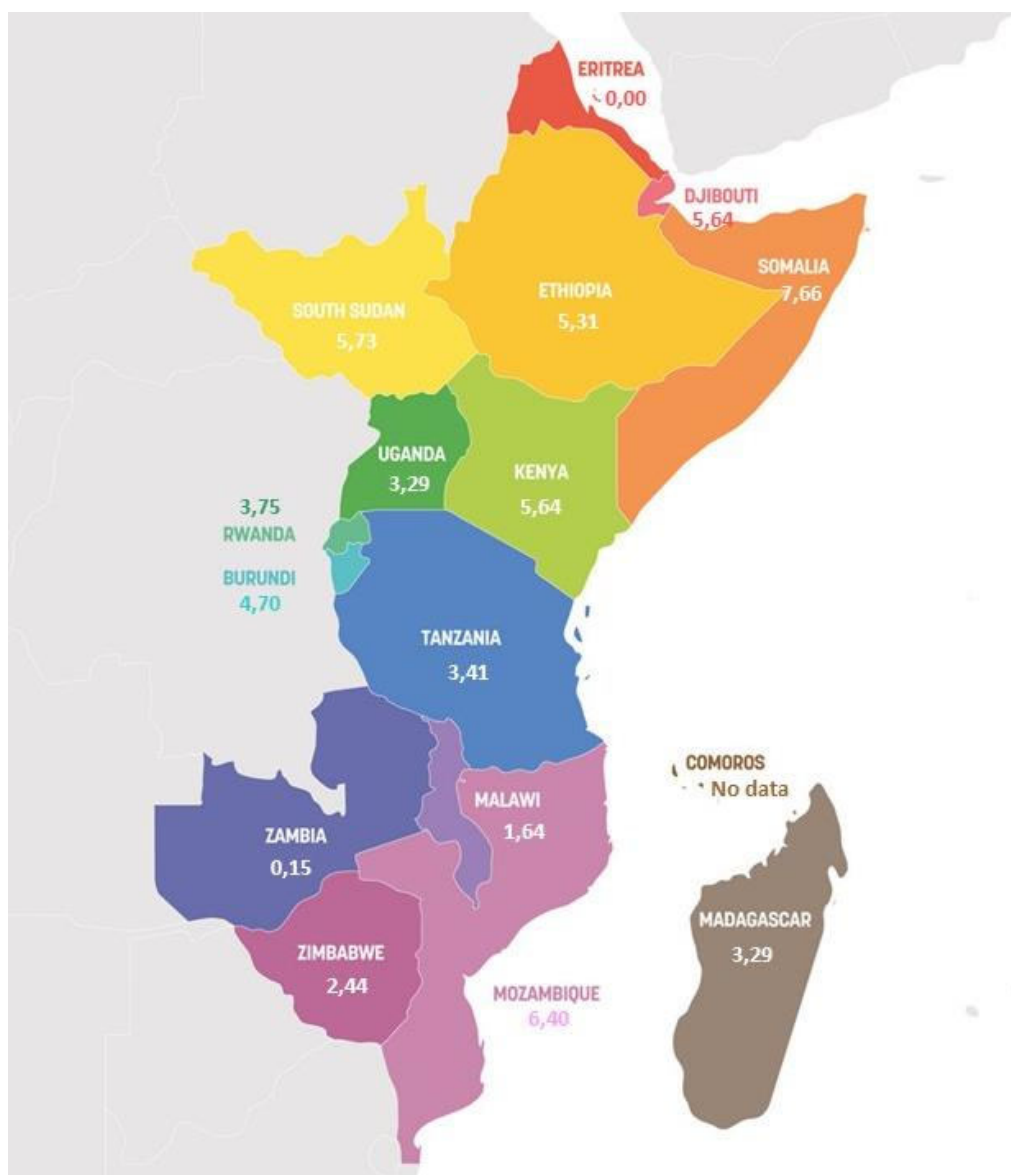 ERITREA
0,00
DJIBOUTI
5,64
SOMALIA
7,66
ETHIOPIA
5,31
SOUTH SUDAN
5,73
UGANDA
3,29
KENYA
5,64
3,75
RWANDA
BURUNDI
4,70
TANZANIA
3,41
COMOROS
No data
MALAWI
1,64
ZAMBIA
0,15
MADAGASCAR
3,29
ZIMBABWE
2,44
MOZAMBIQUE
6,40